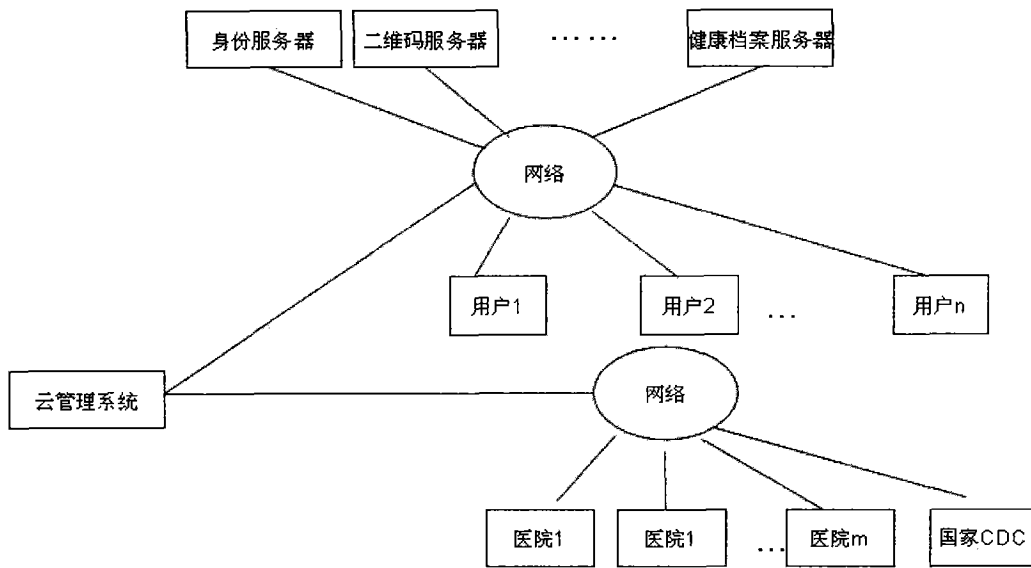 身份服务器
二维码服务器
……
健康档案服务器
网络
用户1
用户2
...
用户n
云管理系统
网络
医院1
医院1
...
医院m
国家CDC